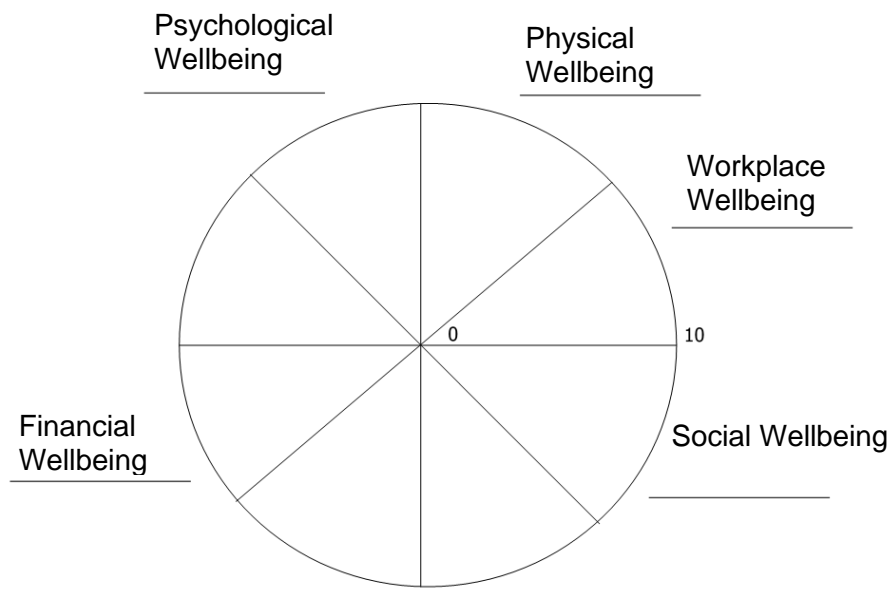 Psychological
Wellbeing
Physical
Wellbeing
Workplace
Wellbeing
0
10
Financial
Wellbeing
Social Wellbeing